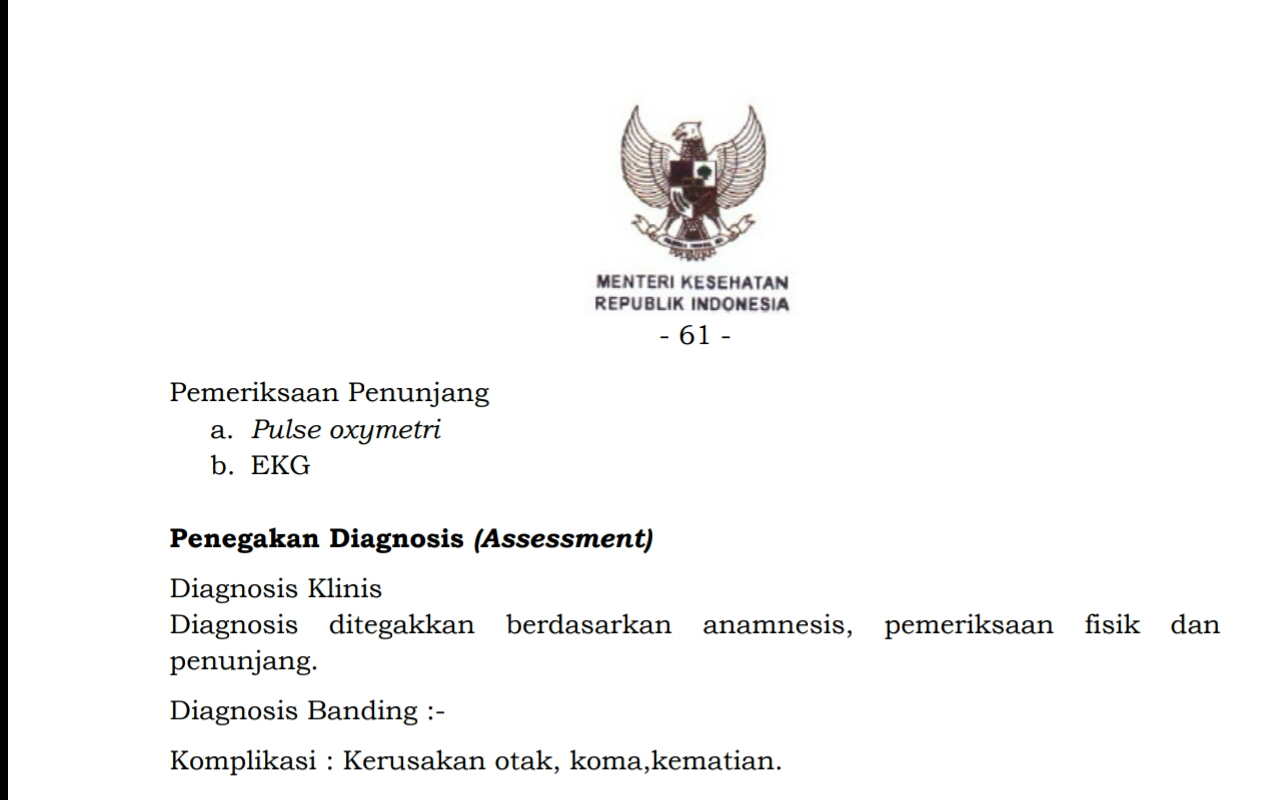 MENTERI KESEHATAN
REPUBLIK INDONESIA
- 61 -
Pemeriksaan Penunjang
a. Pulse oxymetri
b. EKG
Penegakan Diagnosis (Assessment)
Diagnosis Klinis
Diagnosis ditegakkan berdasarkan anamnesis, pemeriksaan fisik dan
penunjang.
Diagnosis Banding :-
Komplikasi : Kerusakan otak, koma,kematian.